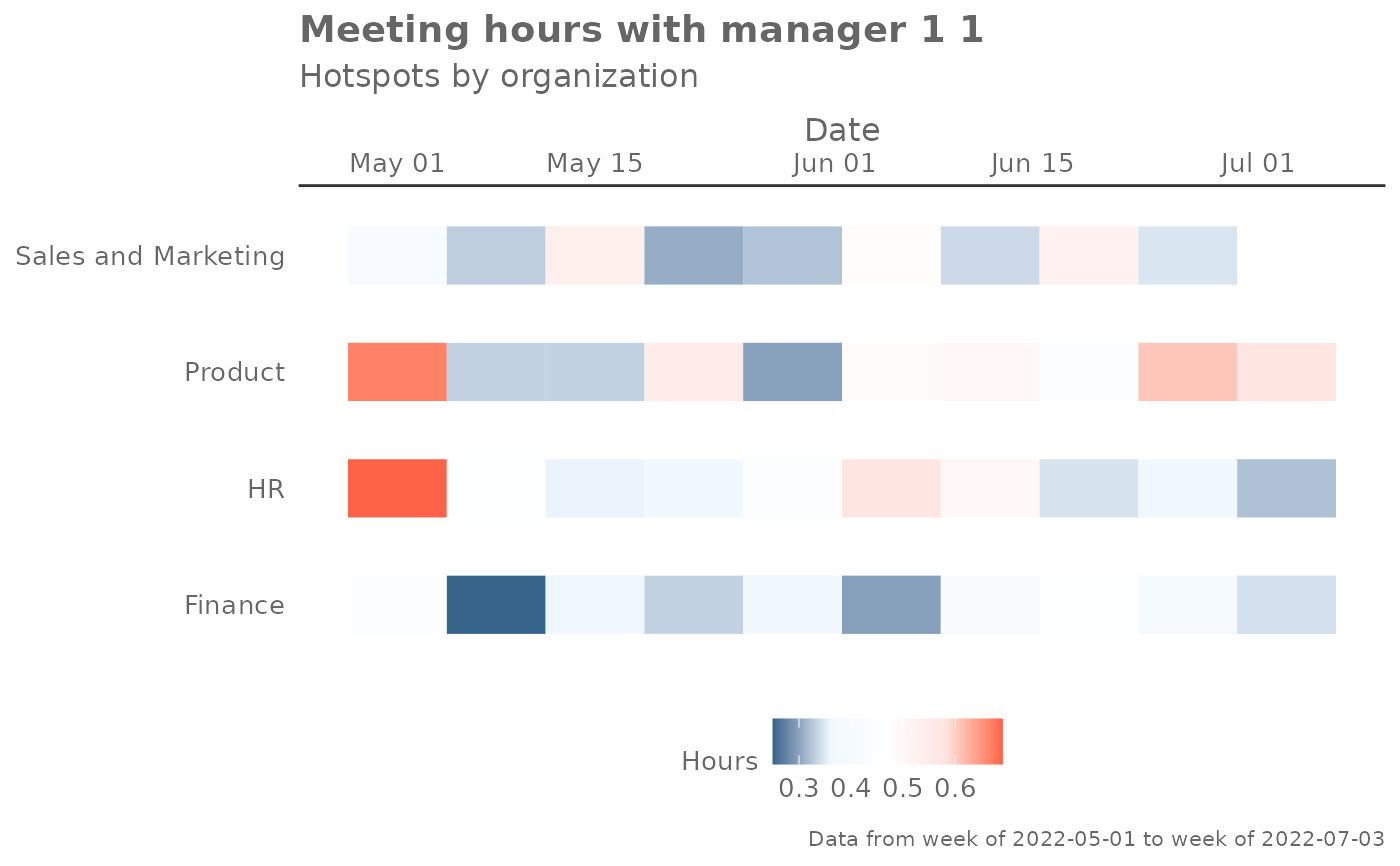 Meeting hours with manager 1 1
Hotspots by organization
Date
May 01 May 15 Jun 01 Jun 15 Jul 01
Sales and Marketing
Product
HR
Finance
Hours
0.3 0.4 0.5 0.6
Data from week of 2022-05-01 to week of 2022-07-03